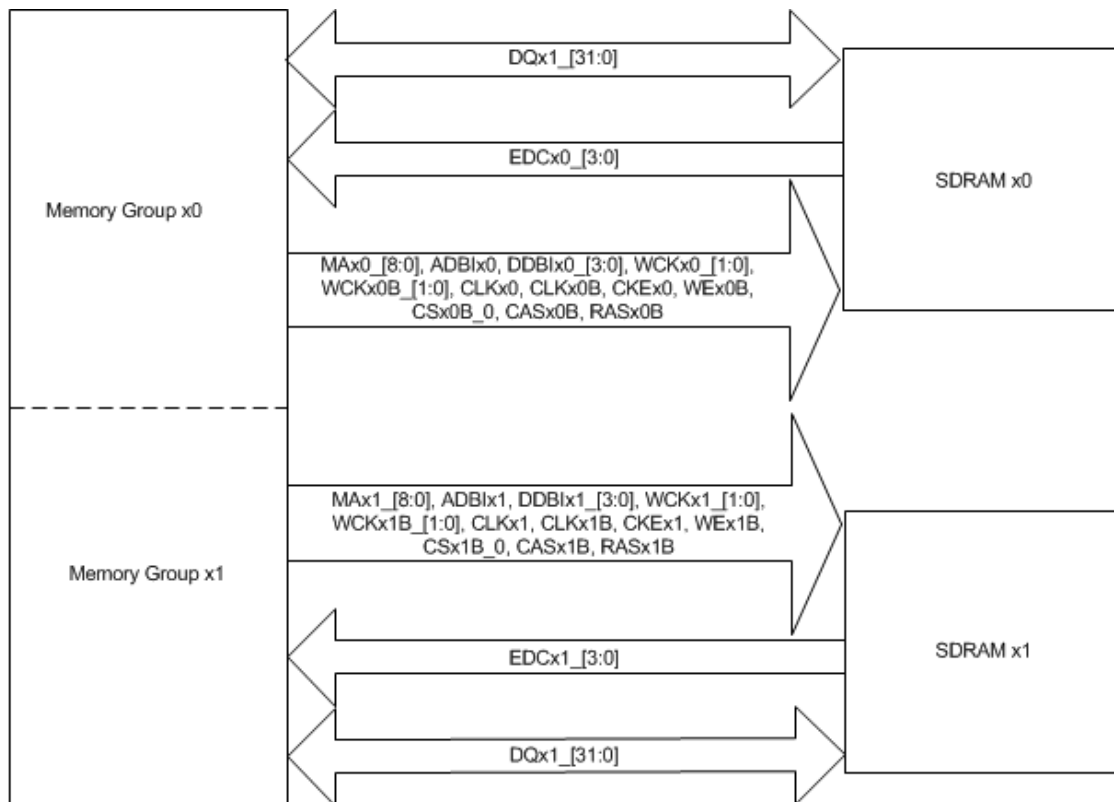 DQx1_[31:0]
EDCx0_[3:0]
SDRAM x0
Memory Group x0
MAx0_[8:0], ADBIx0, DDBIx0_[3:0], WCKx0_[1:0],
WCKx0B_[1:0], CLKx0, CLKx0B, CKEx0, WEx0B,
CSx0B_0, CASx0B, RASx0B
MAx1_[8:0], ADBIx1, DDBIx1_[3:0], WCKx1_[1:0],
WCKx1B_[1:0], CLKx1, CLKx1B, CKEx1, WEx1B,
CSx1B_0, CASx1B, RASx1B
Memory Group x1
EDCx1_[3:0]
SDRAM x1
DQx1_[31:0]